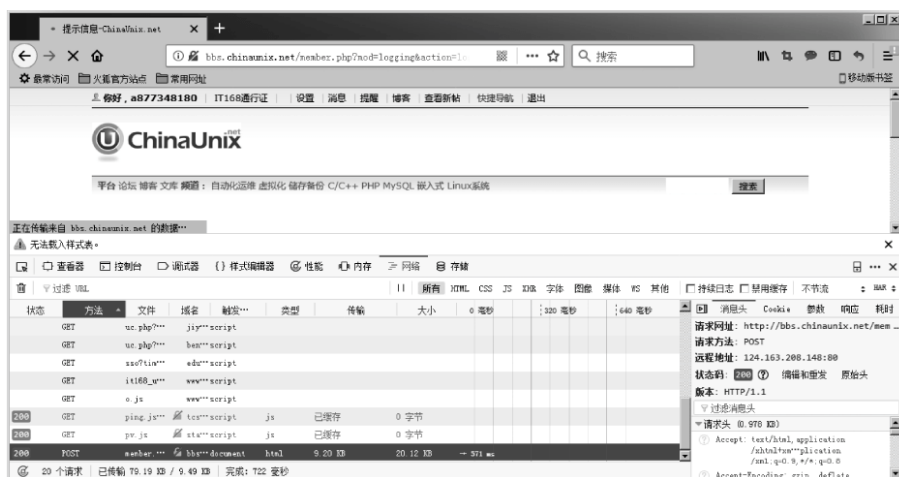 提示信息-ChinaUnix.net
bbs.chinaunix.net/member.php?mod=logging&action=lo
搜索
最常访问 火狐官方站点 常用网址 移动版书签
你好，a877348180 | IT168通行证 | 设置 | 消息 | 提醒 | 博客 | 查看新帖 | 快捷导航 | 退出
ChinaUnix.net
平台 论坛 博客 文库 频道： 自动化运维 虚拟化 储存备份 C/C++ PHP MySQL 嵌入式 Linux系统 搜索
正在传输来自 bbs.chinaunix.net 的数据…
无法载入样式表。
查看器 控制台 调试器 {} 样式编辑器 性能 内存 网络 存储
过滤 URL 所有 HTML CSS JS XHR 字体 图像 媒体 WS 其他 持续日志 禁用缓存 不节流 HAR
状态 方法 文件 域名 触发… 类型 传输 大小 0 毫秒 320 毫秒 640 毫秒 消息头 Cookie 参数 响应 耗时
GET uc.php?… jiy… script
GET uc.php?… ben… script
GET sso?tim… edu… script
GET it168_u… www… script
GET o.js www… script
200 GET ping.js… tcs… script js 已缓存 0 字节
200 GET pv.js sta… script js 已缓存 0 字节
200 POST member.… bbs… document html 9.20 KB 20.12 KB → 571 ms
请求网址: http://bbs.chinaunix.net/mem…
请求方法: POST
远程地址: 124.163.208.148:80
状态码: 200 编辑和重发 原始头
版本: HTTP/1.1
过滤消息头
请求头 (0.978 KB)
Accept: text/html,application
/xhtml+xm…plication
/xml;q=0.9,*/*;q=0.8
Accept-Encoding: gzip, deflate
20 个请求 已传输 79.19 KB / 9.49 KB 完成: 722 毫秒